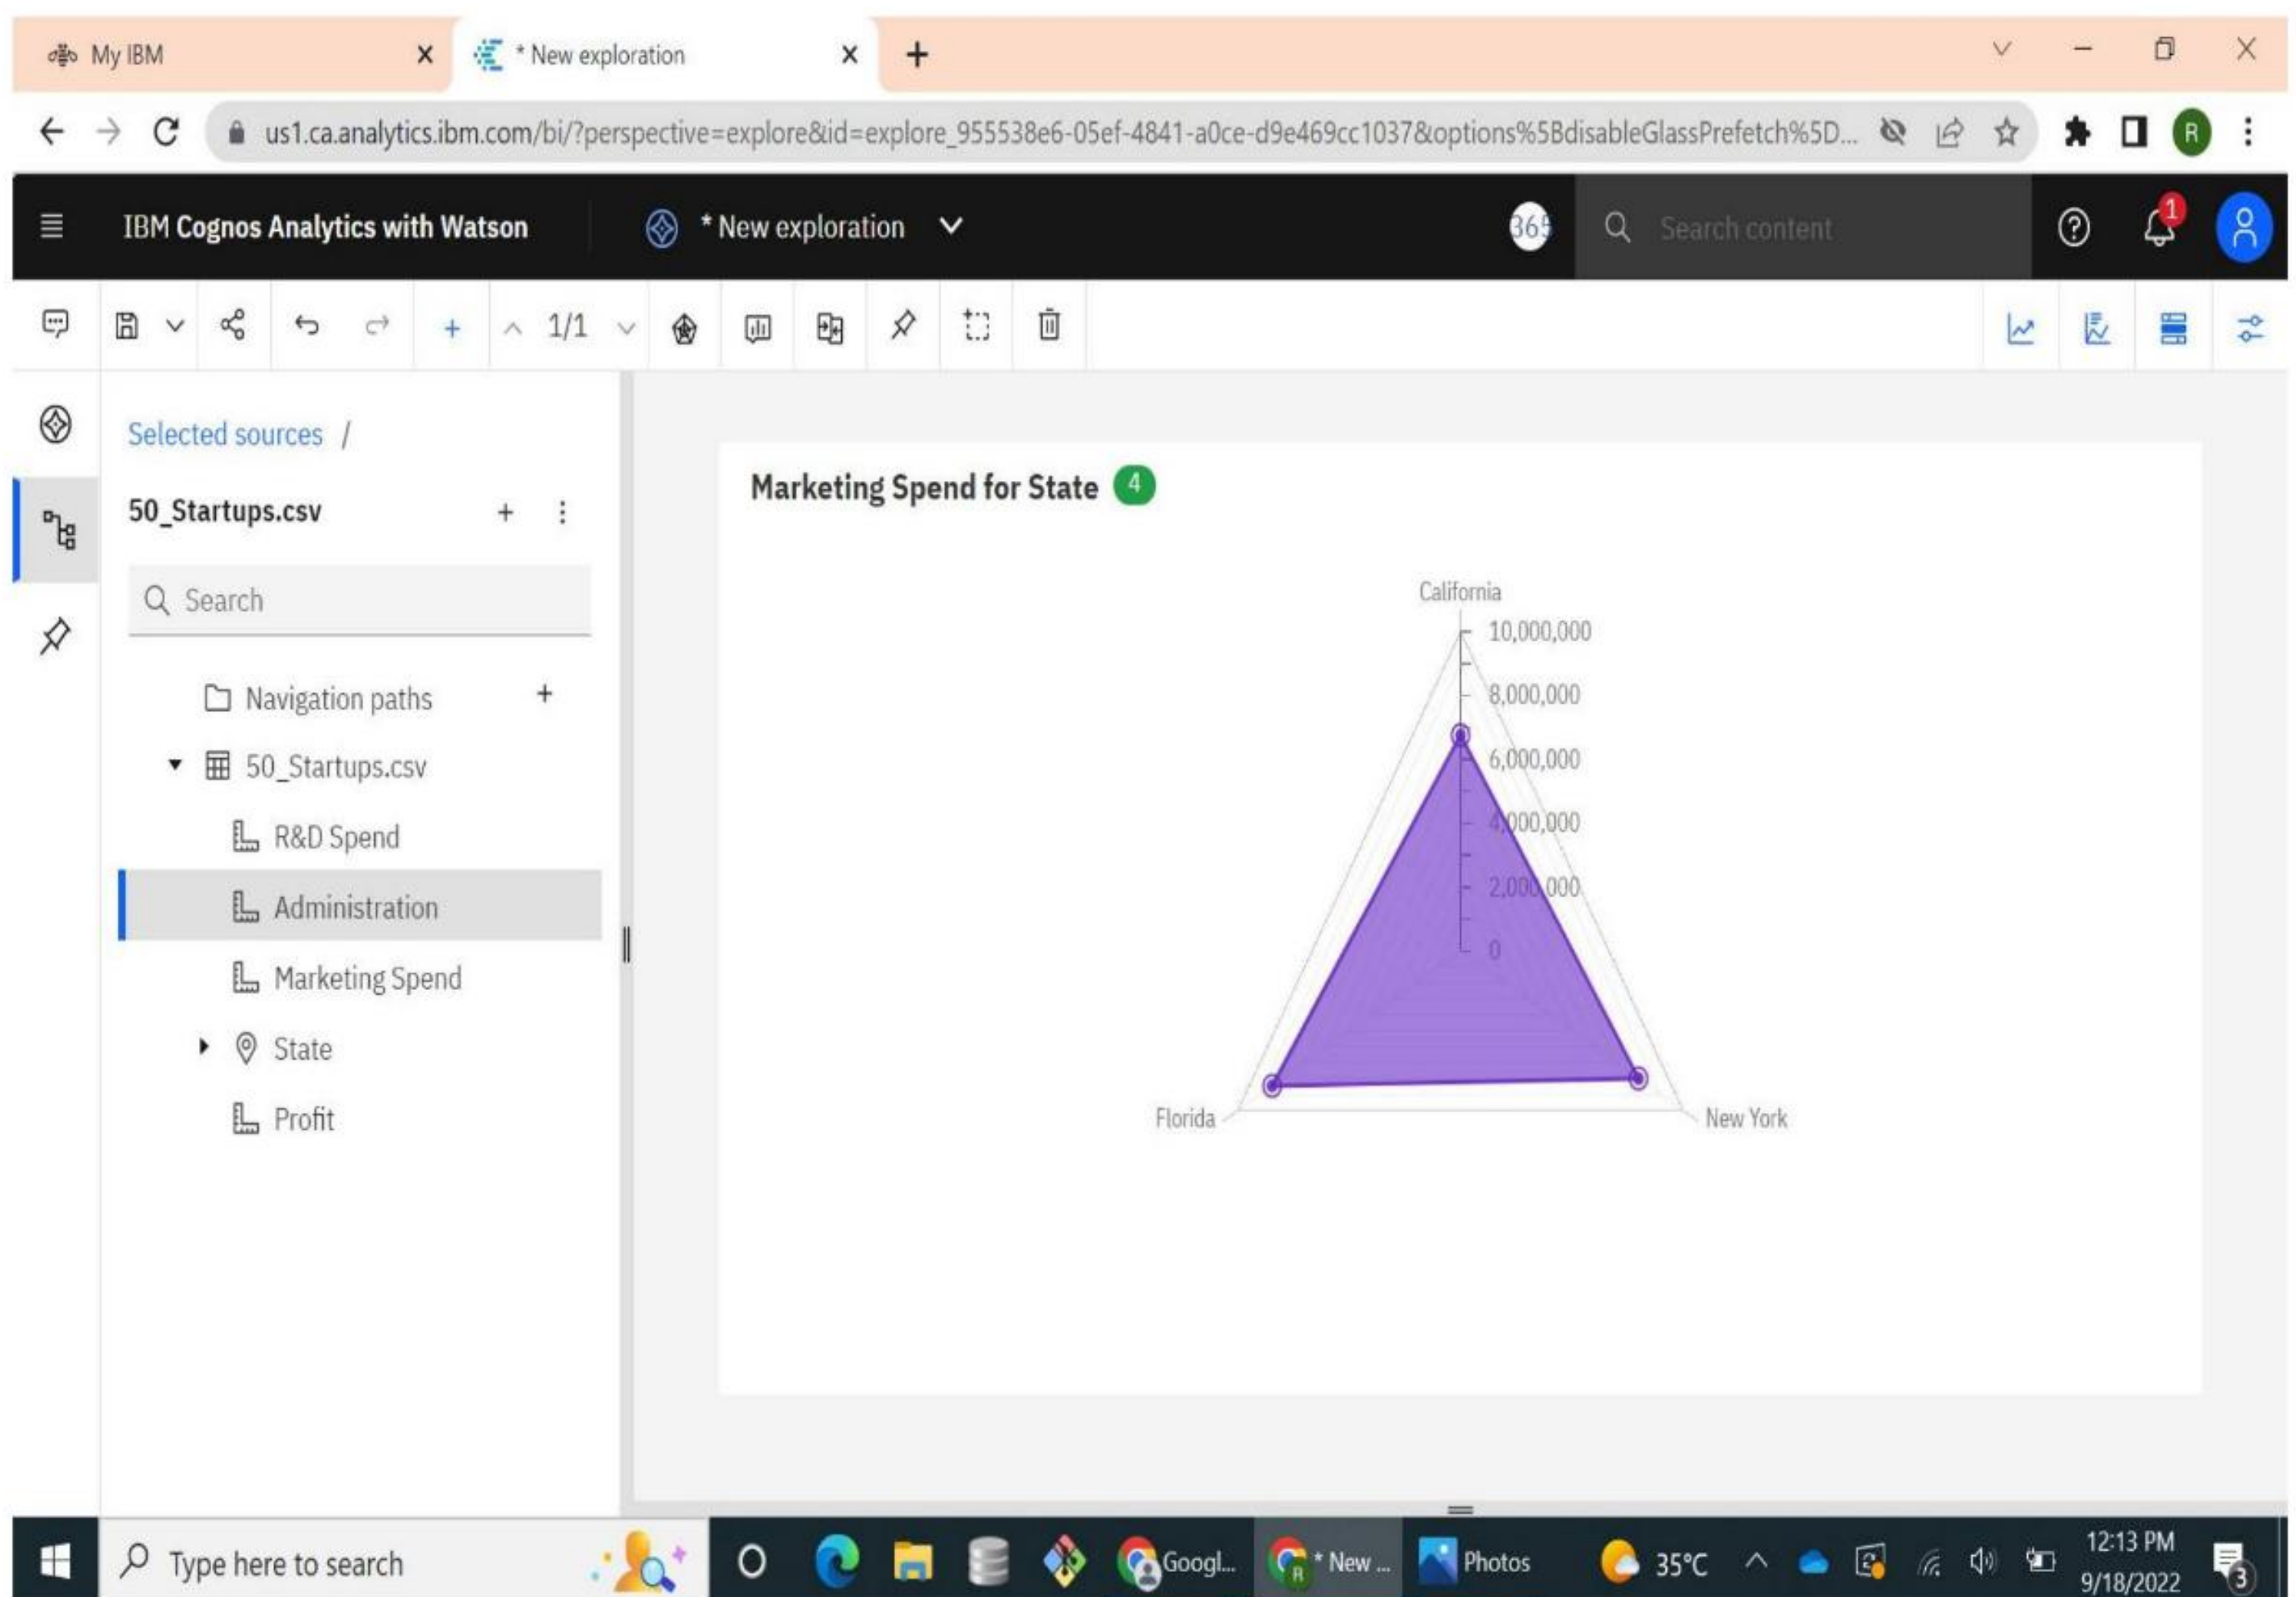 My IBM
* New exploration
us1.ca.analytics.ibm.com/bi/?perspective=explore&id=explore_955538e6-05ef-4841-a0ce-d9e469cc1037&options%5BdisableGlassPrefetch%5D...
R
IBM Cognos Analytics with Watson
* New exploration
365
Search content
1
1/1
Selected sources /
50_Startups.csv
Search
Navigation paths
50_Startups.csv
R&D Spend
Administration
Marketing Spend
State
Profit
Marketing Spend for State 4
California
10,000,000
8,000,000
6,000,000
4,000,000
2,000,000
0
Florida
New York
Type here to search
Googl...
R
* New ...
Photos
35°C
12:13 PM
9/18/2022
3